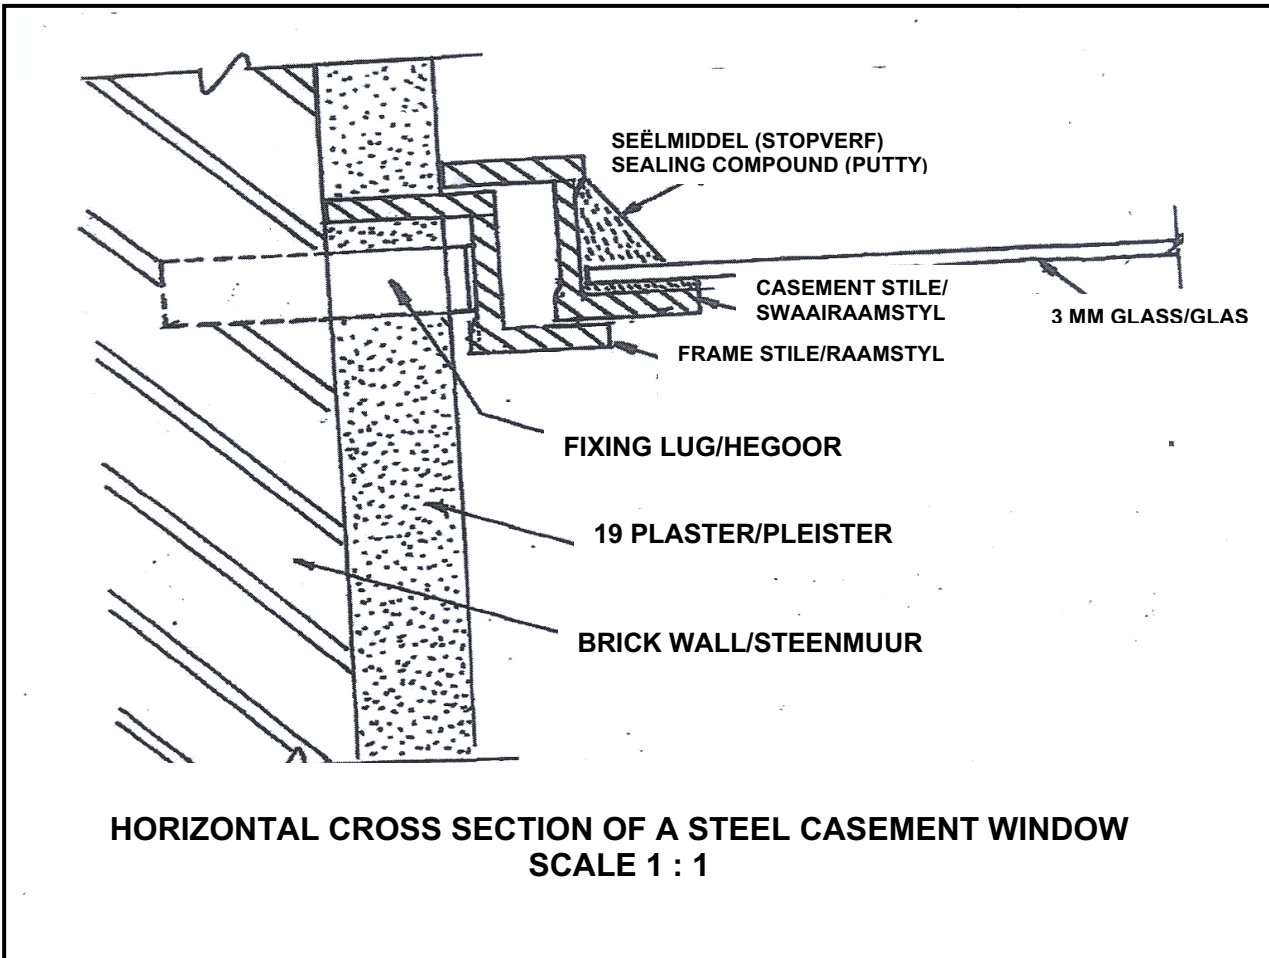 SEËLMIDDEL (STOPVERF)
SEALING COMPOUND (PUTTY)
CASEMENT STILE/
SWAAIRAAMSTYL
3 MM GLASS/GLAS
FRAME STILE/RAAMSTYL
FIXING LUG/HEGOOR
19 PLASTER/PLEISTER
BRICK WALL/STEENMUUR
HORIZONTAL CROSS SECTION OF A STEEL CASEMENT WINDOW
SCALE 1 : 1